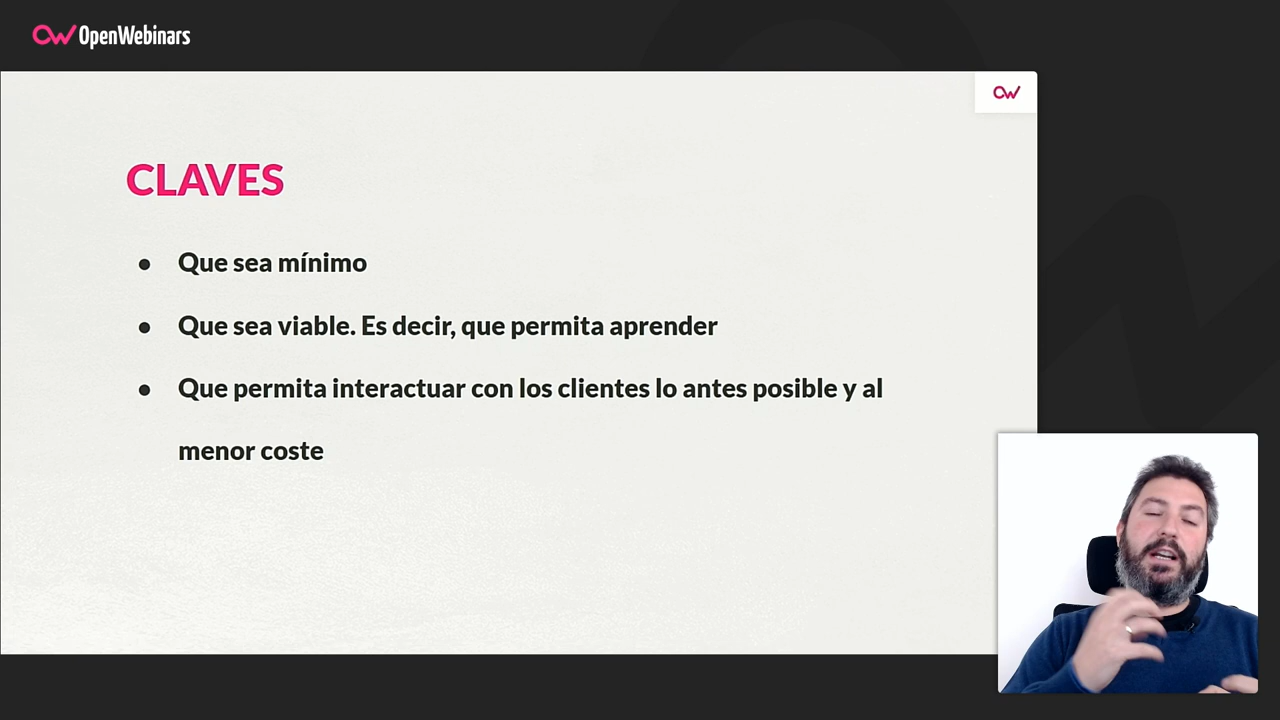 OpenWebinars
CLAVES
● Que sea mínimo
● Que sea viable. Es decir, que permita aprender
● Que permita interactuar con los clientes lo antes posible y al
menor coste